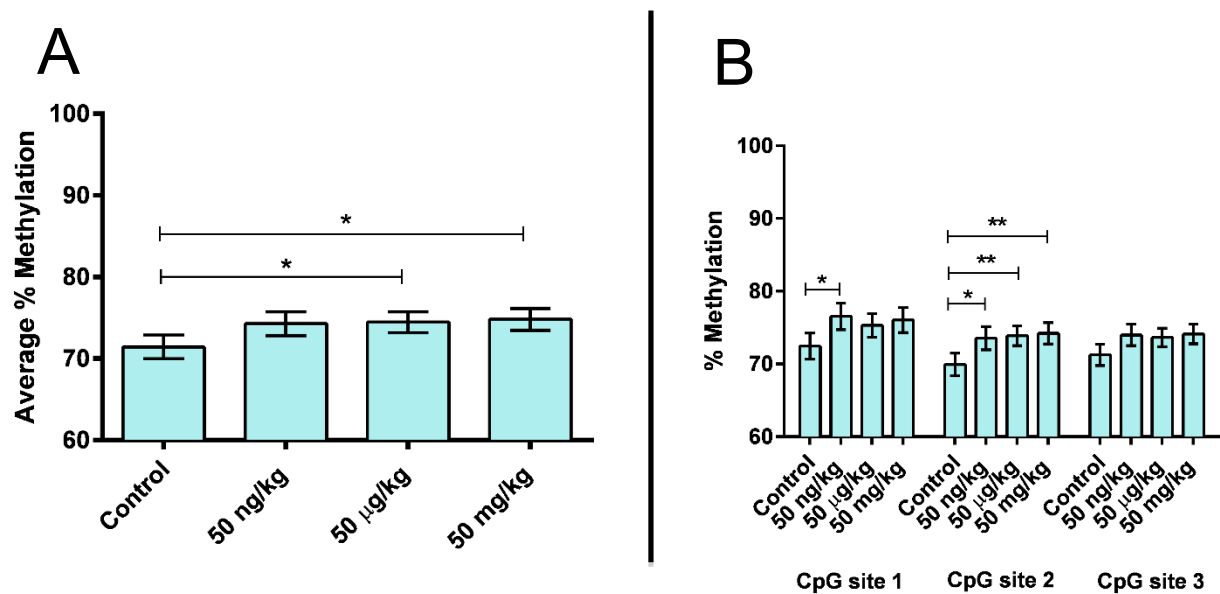 A
Average % Methylation
100
90
80
70
60
*
*
Control
50 ng/kg
50 μg/kg
50 mg/kg
B
% Methylation
100
90
80
70
60
*
*
**
**
Control
50 ng/kg
50 μg/kg
50 mg/kg
Control
50 ng/kg
50 μg/kg
50 mg/kg
Control
50 ng/kg
50 μg/kg
50 mg/kg
CpG site 1
CpG site 2
CpG site 3